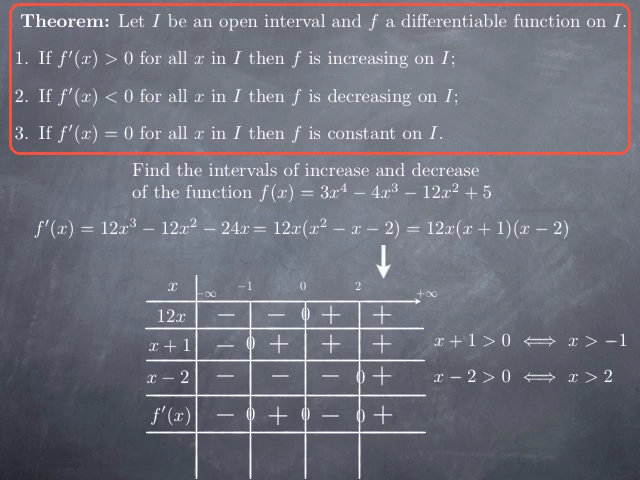 Theorem: Let I be an open interval and f a differentiable function on I.
1. If f′(x) > 0 for all x in I then f is increasing on I;
2. If f′(x) < 0 for all x in I then f is decreasing on I;
3. If f′(x) = 0 for all x in I then f is constant on I.
Find the intervals of increase and decrease
of the function f(x) = 3x⁴ − 4x³ − 12x² + 5
f′(x) = 12x³ − 12x² − 24x = 12x(x² − x − 2) = 12x(x + 1)(x − 2)
x −∞ −1 0 2 +∞
12x − − 0 + +
x + 1 − 0 + + + x + 1 > 0 ⟺ x > −1
x − 2 − − − 0 + x − 2 > 0 ⟺ x > 2
f′(x) − 0 + 0 − 0 +